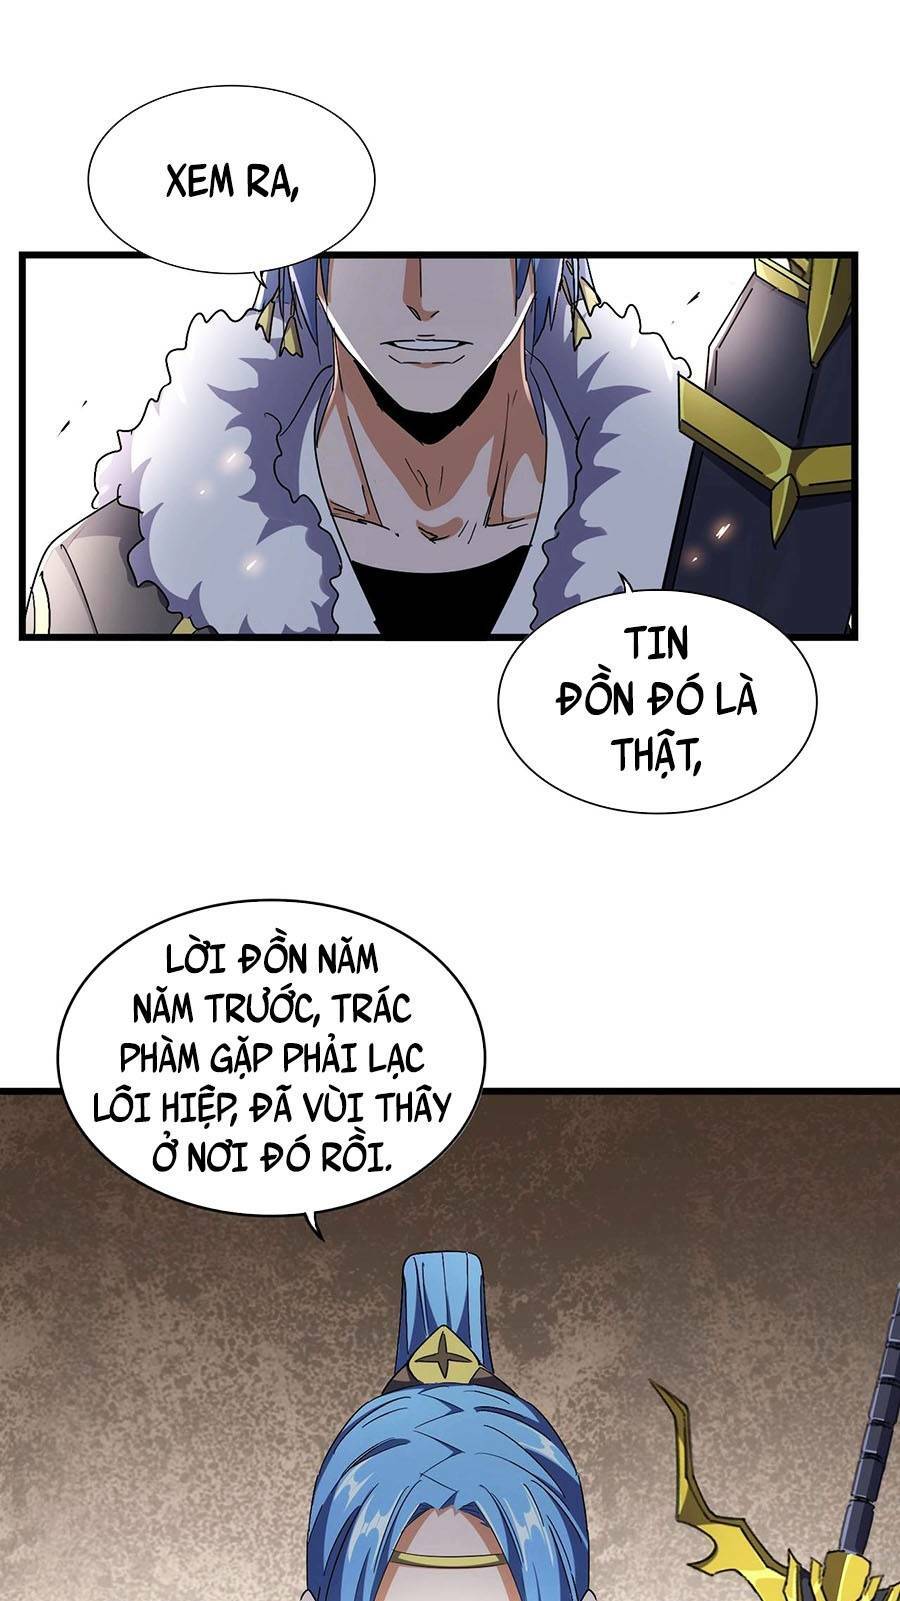 XEM RA,
TIN
ĐỒN ĐÓ LÀ
THẬT,
LỜI ĐỒN NĂM
NĂM TRƯỚC, TRÁC
PHÀM GẶP PHẢI LẠC
LÔI HIỆP, ĐÃ VÙI THÂY
Ở NƠI ĐÓ RỒI.